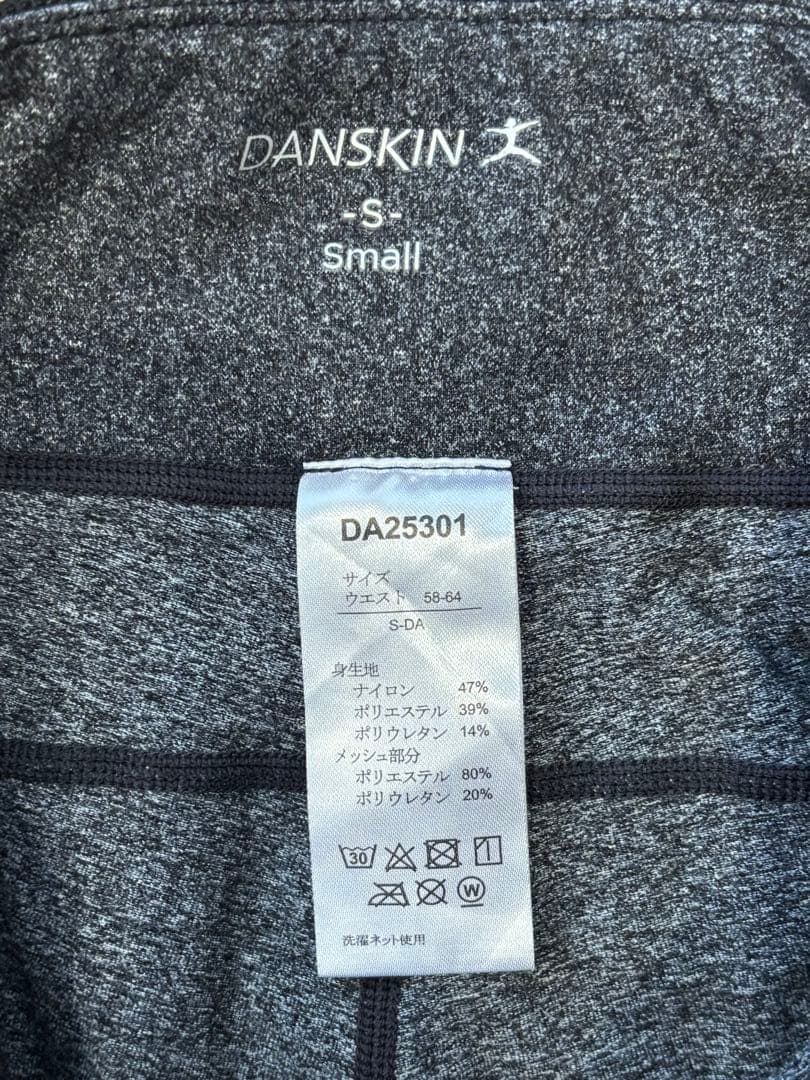 DANSKIN
-S-
Small
DA25301
サイズ
ウエスト 58-64
S-DA
身生地
ナイロン 47%
ポリエステル 39%
ポリウレタン 14%
メッシュ部分
ポリエステル 80%
ポリウレタン 20%
30
W
洗濯ネット使用